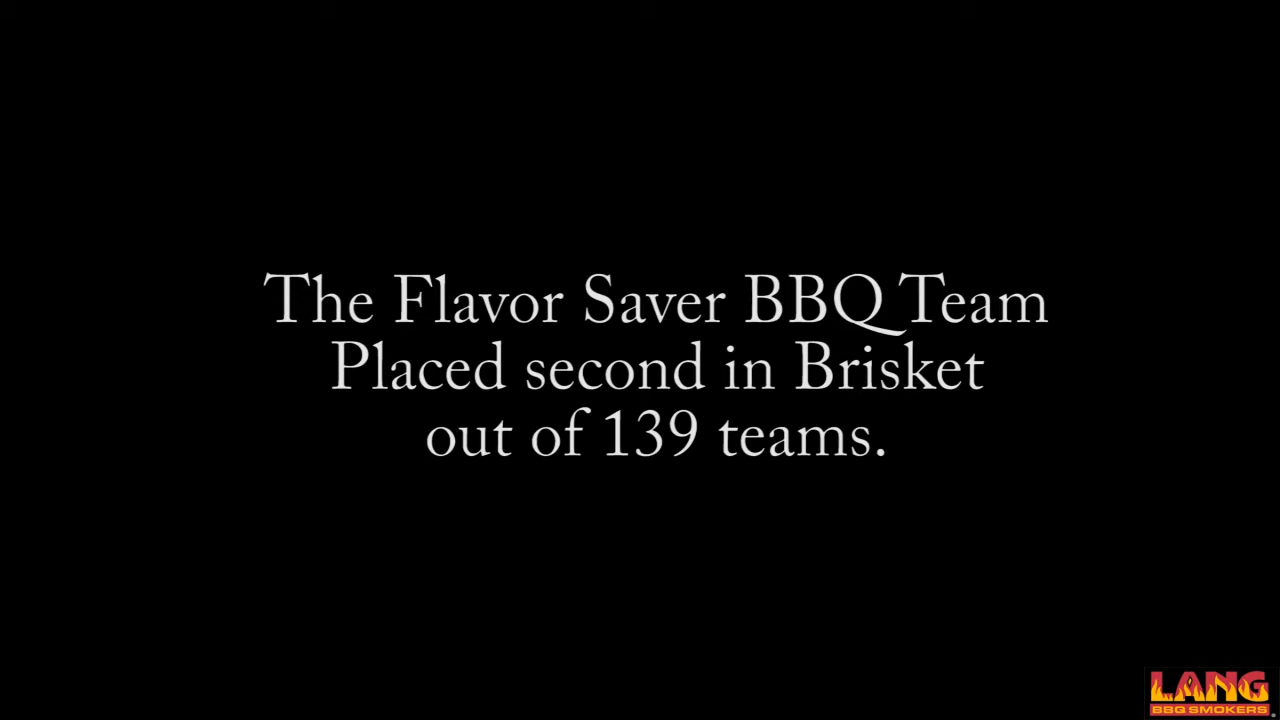 The Flavor Saver BBQ Team
Placed second in Brisket
out of 139 teams.
LANG
BBQ SMOKERS